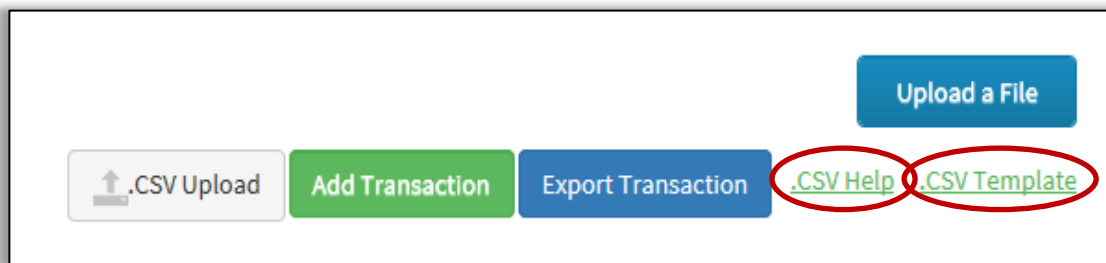 Upload a File
.CSV Upload Add Transaction Export Transaction .CSV Help .CSV Template